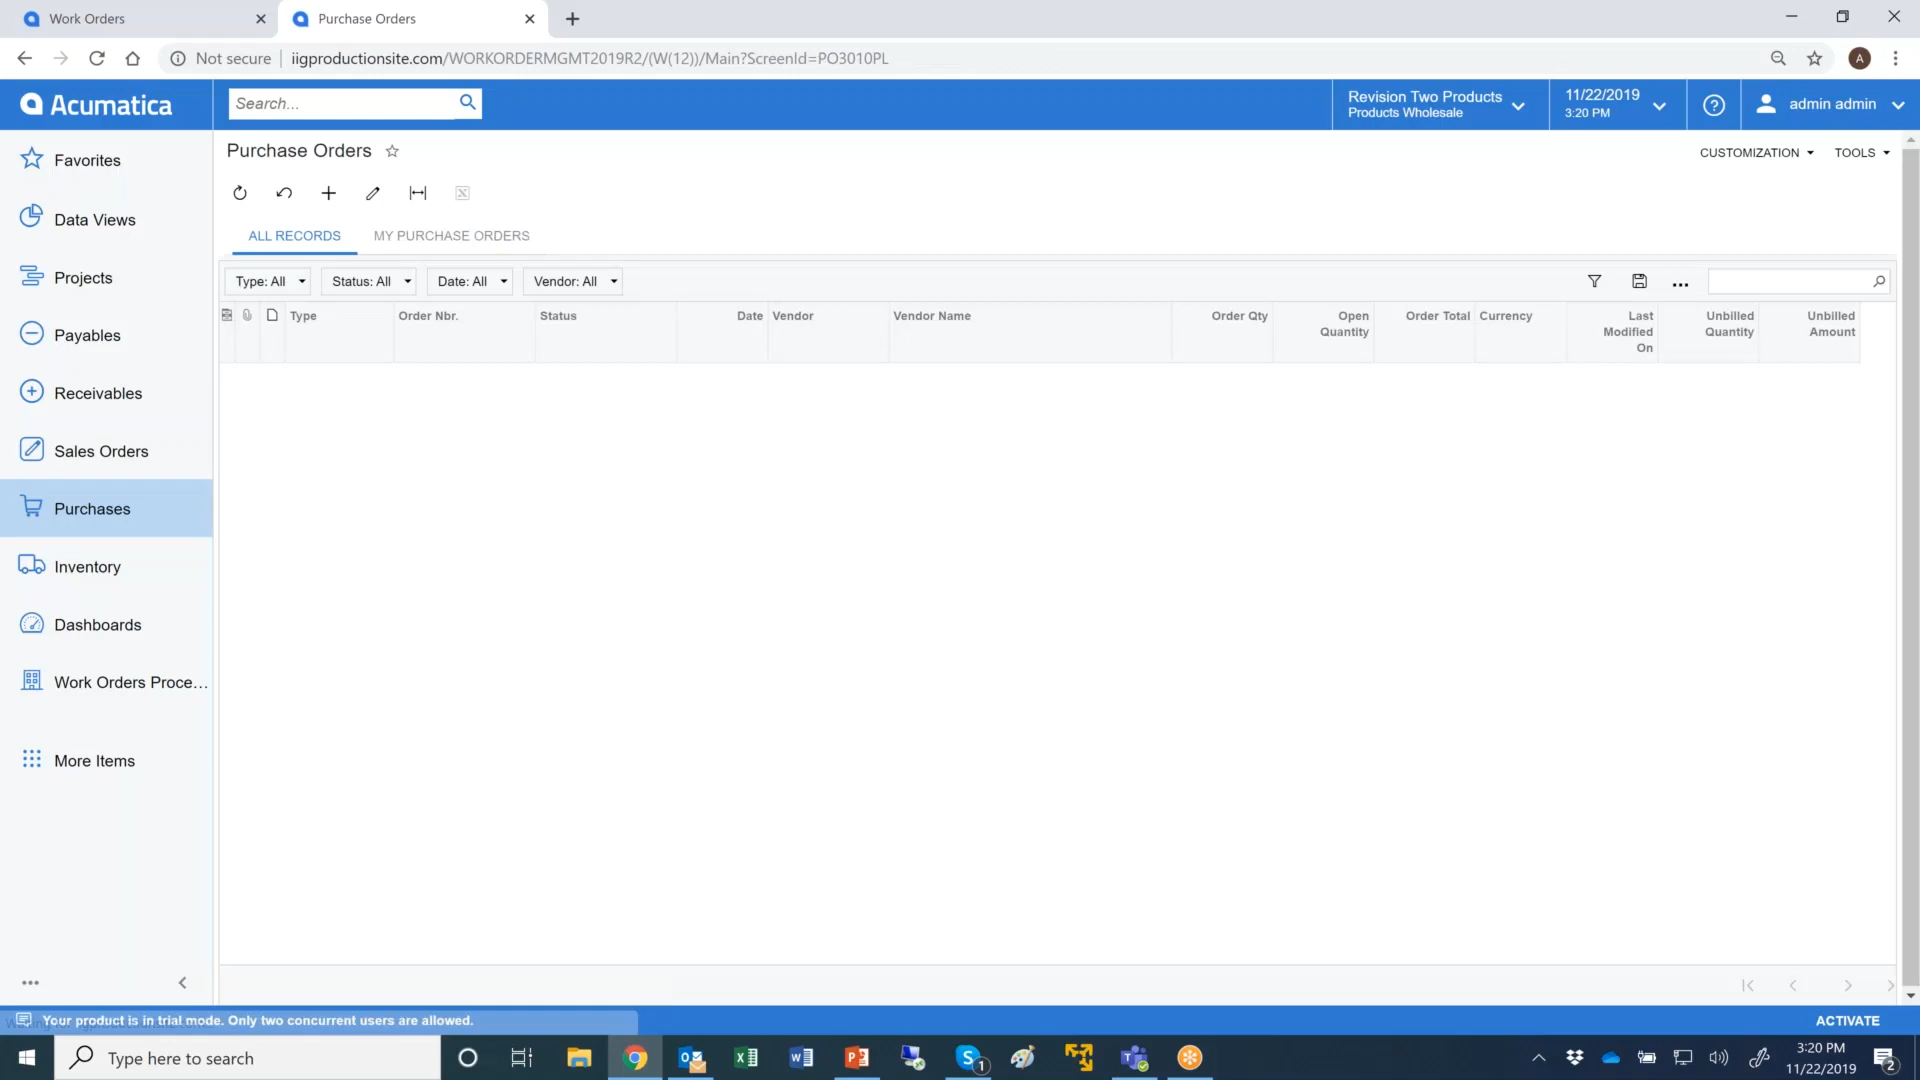 Work Orders
Purchase Orders
Not secure
iigproductionsite.com/WORKORDERMGMT2019R2/(W(12))/Main?ScreenId=PO3010PL
A
Acumatica
Search...
Revision Two Products
Products Wholesale
11/22/2019
3:20 PM
admin admin
Favorites
Data Views
Projects
Payables
Receivables
Sales Orders
Purchases
Inventory
Dashboards
Work Orders Proce...
More Items
Purchase Orders
CUSTOMIZATION
TOOLS
ALL RECORDS
MY PURCHASE ORDERS
Type: All
Status: All
Date: All
Vendor: All
Type
Order Nbr.
Status
Date
Vendor
Vendor Name
Order Qty
Open Quantity
Order Total
Currency
Last Modified On
Unbilled Quantity
Unbilled Amount
Your product is in trial mode. Only two concurrent users are allowed.
ACTIVATE
Type here to search
1
3:20 PM
11/22/2019
2